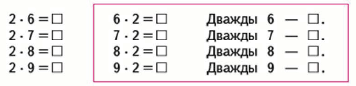 2 · 6 = □ 6 · 2 = □ Дважды 6 — □.
2 · 7 = □ 7 · 2 = □ Дважды 7 — □.
2 · 8 = □ 8 · 2 = □ Дважды 8 — □.
2 · 9 = □ 9 · 2 = □ Дважды 9 — □.